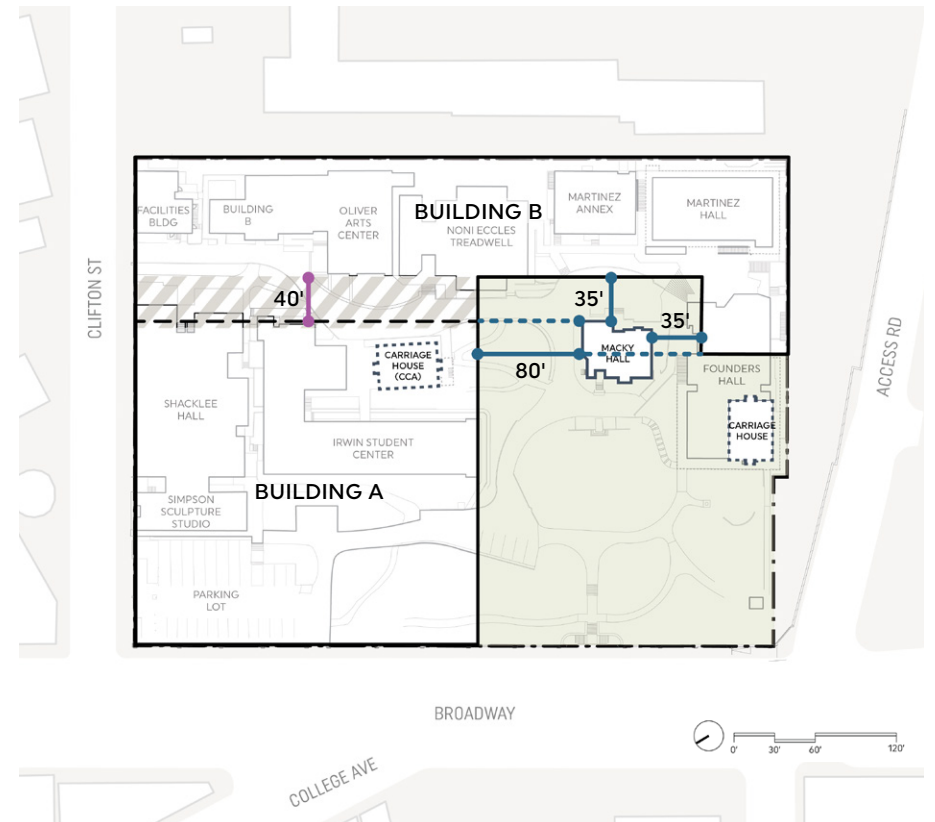 FACILITIES
BLDG
BUILDING
B
OLIVER
ARTS
CENTER
BUILDING B
NONI ECCLES
TREADWELL
MARTINEZ
ANNEX
MARTINEZ
HALL
CLIFTON ST
40'
35'
35'
80'
MACKY
HALL
CARRIAGE
HOUSE
(CCA)
FOUNDERS
HALL
ACCESS RD
SHACKLEE
HALL
CARRIAGE
HOUSE
IRWIN STUDENT
CENTER
BUILDING A
SIMPSON
SCULPTURE
STUDIO
PARKING
LOT
BROADWAY
COLLEGE AVE
0' 30' 60' 120'